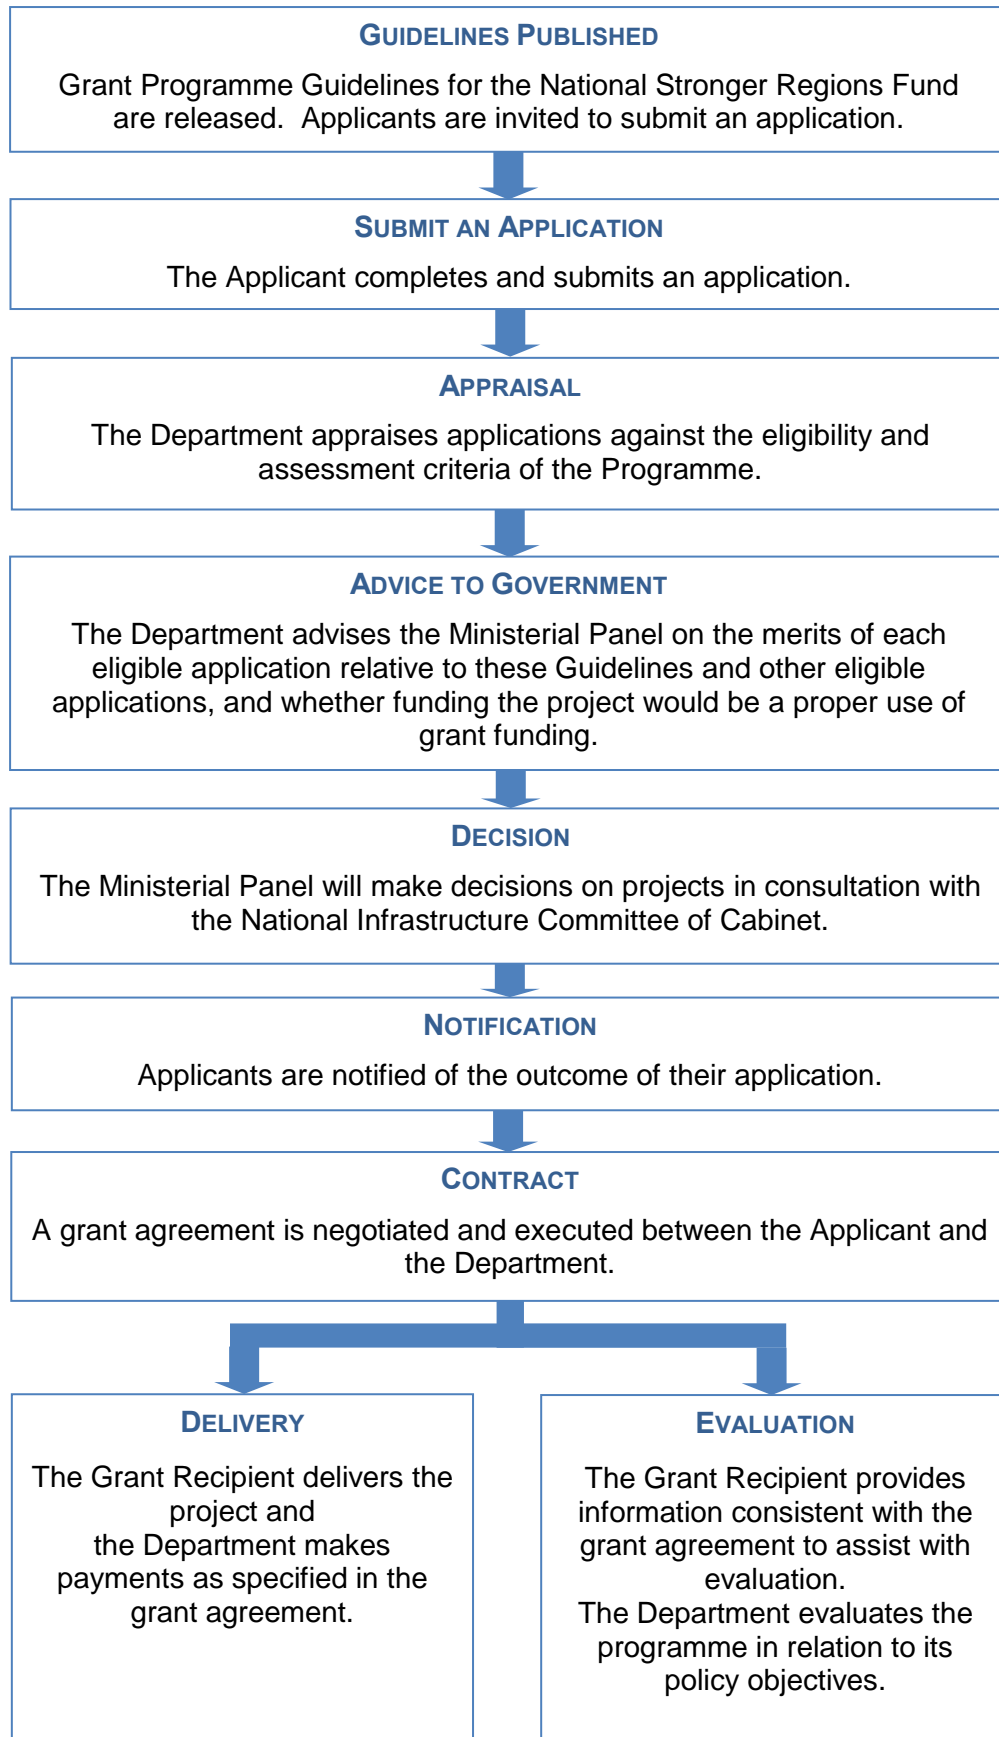 GUIDELINES PUBLISHED
Grant Programme Guidelines for the National Stronger Regions Fund
are released.  Applicants are invited to submit an application.
SUBMIT AN APPLICATION
The Applicant completes and submits an application.
APPRAISAL
The Department appraises applications against the eligibility and
assessment criteria of the Programme.
ADVICE TO GOVERNMENT
The Department advises the Ministerial Panel on the merits of each
eligible application relative to these Guidelines and other eligible
applications, and whether funding the project would be a proper use of
grant funding.
DECISION
The Ministerial Panel will make decisions on projects in consultation with
the National Infrastructure Committee of Cabinet.
NOTIFICATION
Applicants are notified of the outcome of their application.
CONTRACT
A grant agreement is negotiated and executed between the Applicant and
the Department.
DELIVERY
The Grant Recipient delivers the
project and
the Department makes
payments as specified in the
grant agreement.
EVALUATION
The Grant Recipient provides
information consistent with the
grant agreement to assist with
evaluation.
The Department evaluates the
programme in relation to its
policy objectives.